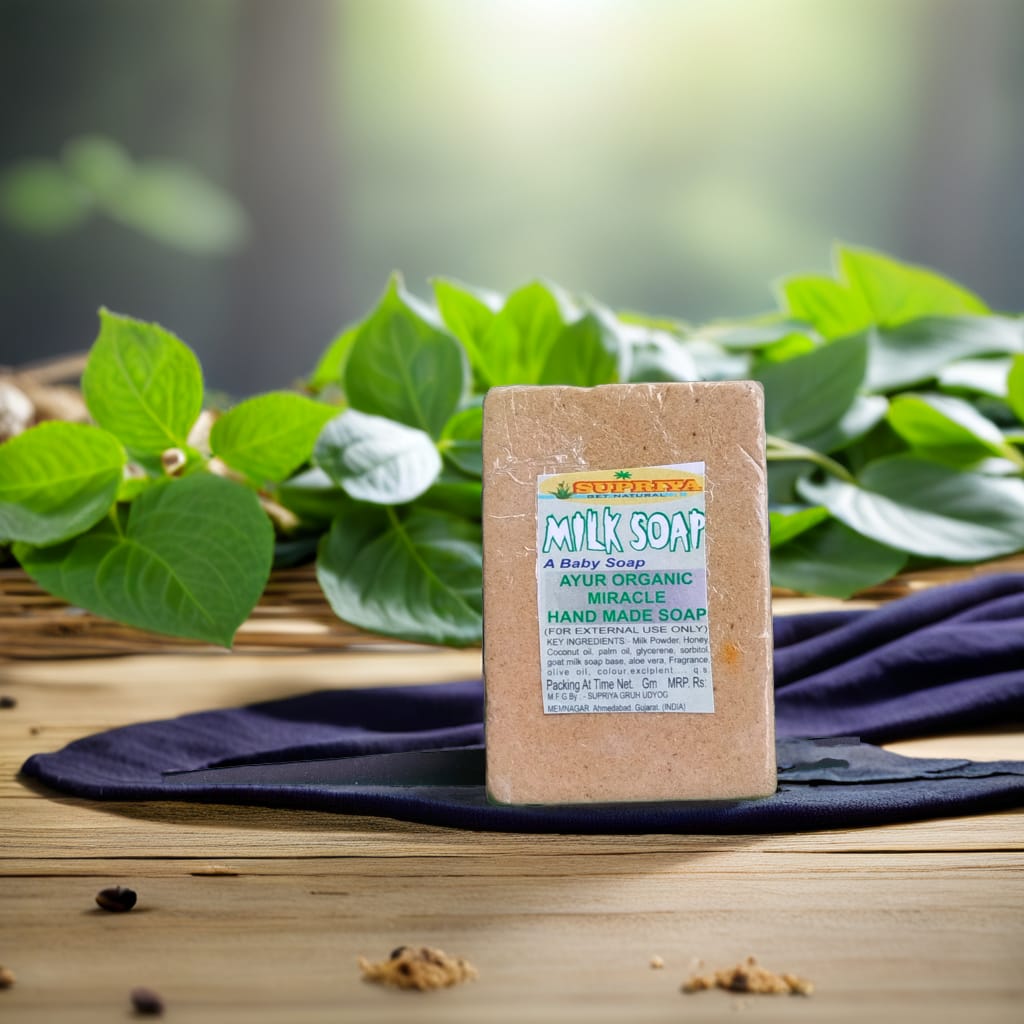 SUPRIYA
GET NATURAL
MILK SOAP
A Baby Soap
AYUR ORGANIC
MIRACLE
HAND MADE SOAP
(FOR EXTERNAL USE ONLY)
KEY INGREDIENTS:- Milk Powder, Honey
Coconut oil, palm oil, glycerene, sorbitol,
goat milk soap base, aloe vera, Fragrance,
olive oil, colour.exciplent... q.s
Packing At Time Net. Gm MRP. Rs:
M F G By : - SUPRIYA GRUH UDYOG
MEMNAGAR, Ahmedabad, Gujarat. (INDIA)